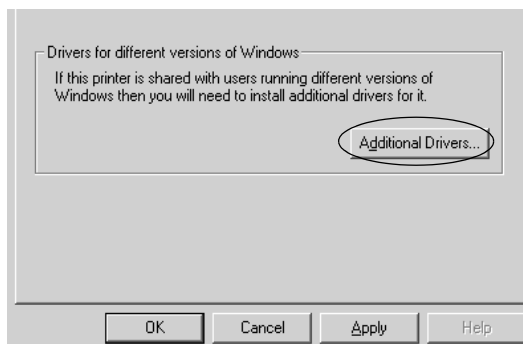 Drivers for different versions of Windows
If this printer is shared with users running different versions of
Windows then you will need to install additional drivers for it.
Additional Drivers...
OK Cancel Apply Help